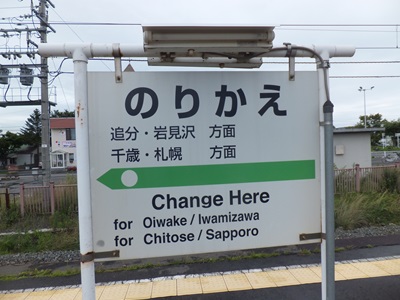 のりかえ
追分・岩見沢 方面
千歳・札幌 方面
Change Here
for Oiwake / Iwamizawa
for Chitose / Sapporo